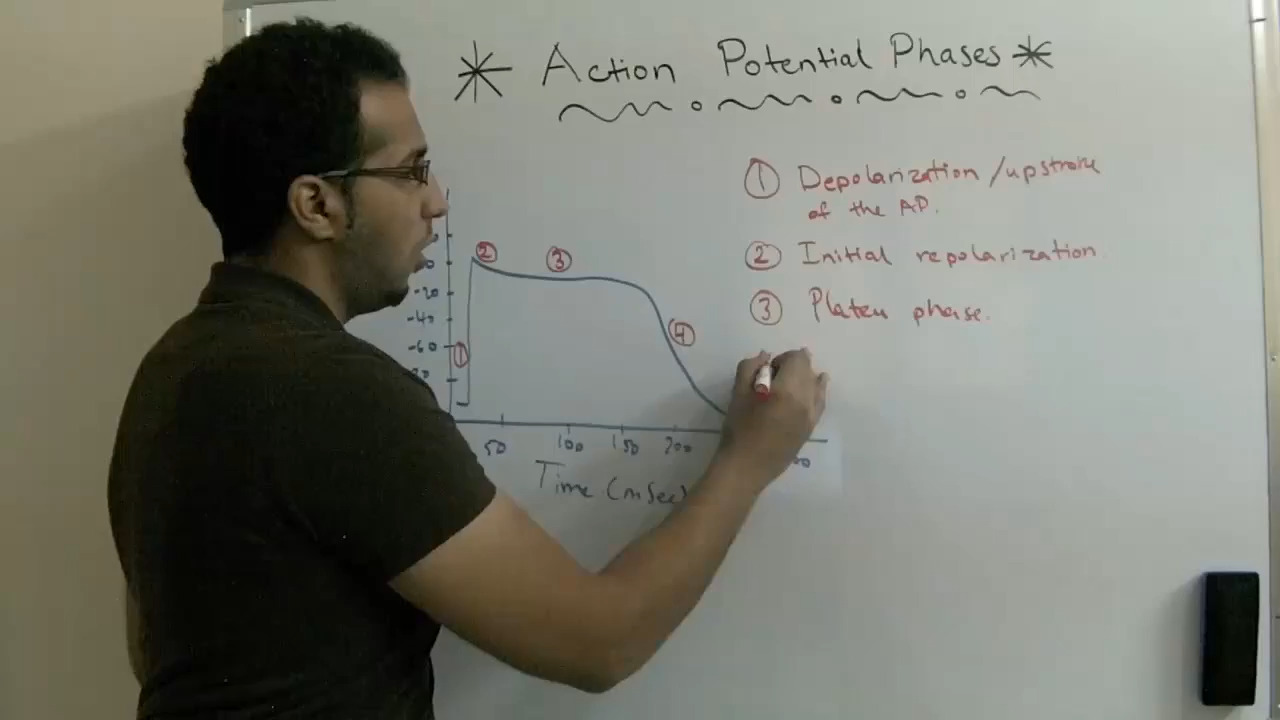 Action Potential Phases
① Depolarization / upstroke
of the AP.
② Initial repolarization.
③ Plateu phase.
② ③
-20
-40
④
-60 ①
50 100 150 200
Time (msec)